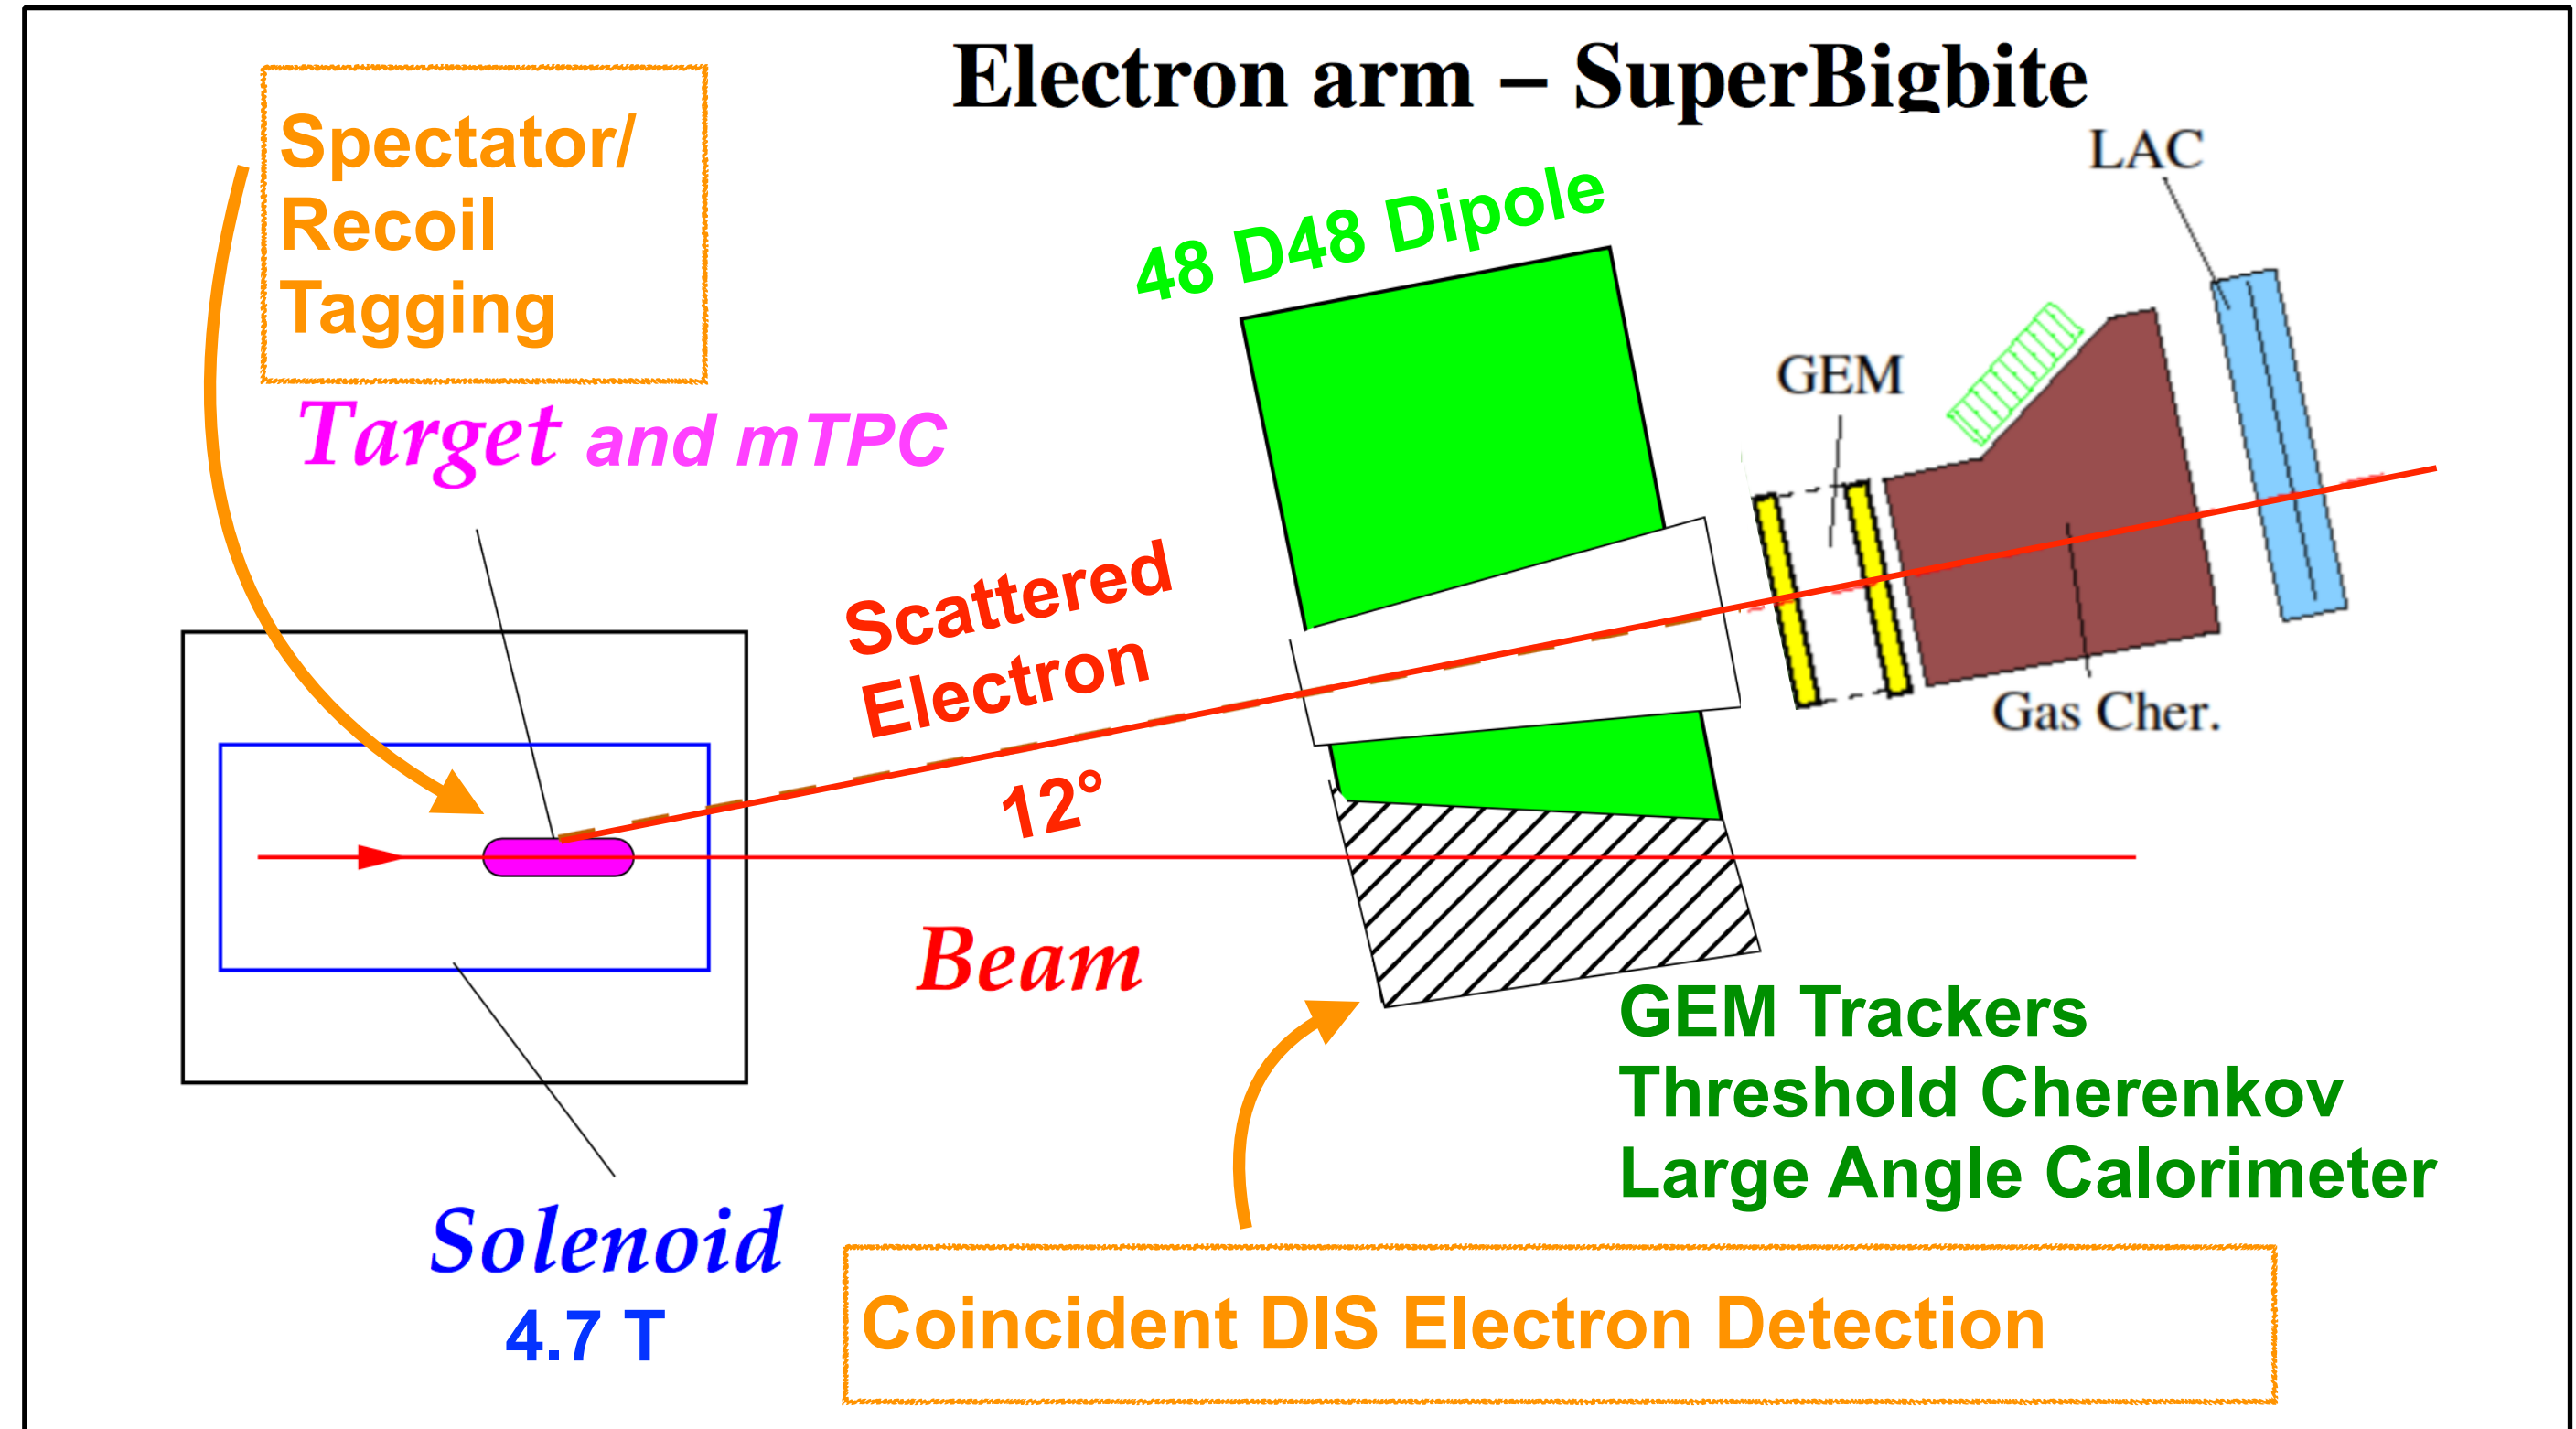 Electron arm – SuperBigbite
Spectator/
Recoil
Tagging
LAC
48 D48 Dipole
GEM
Target and mTPC
Scattered
Electron
Gas Cher.
12°
Beam
GEM Trackers
Threshold Cherenkov
Large Angle Calorimeter
Solenoid
4.7 T
Coincident DIS Electron Detection